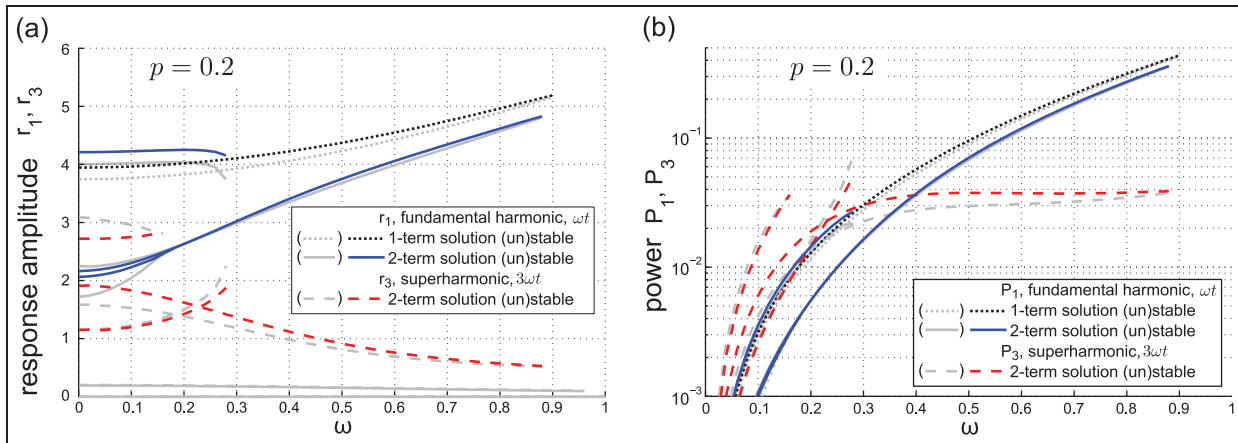 (a)
p = 0.2
response amplitude r₁, r₃
6
5
4
3
2
1
0
0 0.1 0.2 0.3 0.4 0.5 0.6 0.7 0.8 0.9 1
ω
r₁, fundamental harmonic, ωt
( ) 1-term solution (un)stable
( ) 2-term solution (un)stable
r₃, superharmonic, 3ωt
( ) 2-term solution (un)stable
(b)
p = 0.2
power P₁, P₃
10⁻¹
10⁻²
10⁻³
0 0.1 0.2 0.3 0.4 0.5 0.6 0.7 0.8 0.9 1
ω
P₁, fundamental harmonic, ωt
( ) 1-term solution (un)stable
( ) 2-term solution (un)stable
P₃, superharmonic, 3ωt
( ) 2-term solution (un)stable